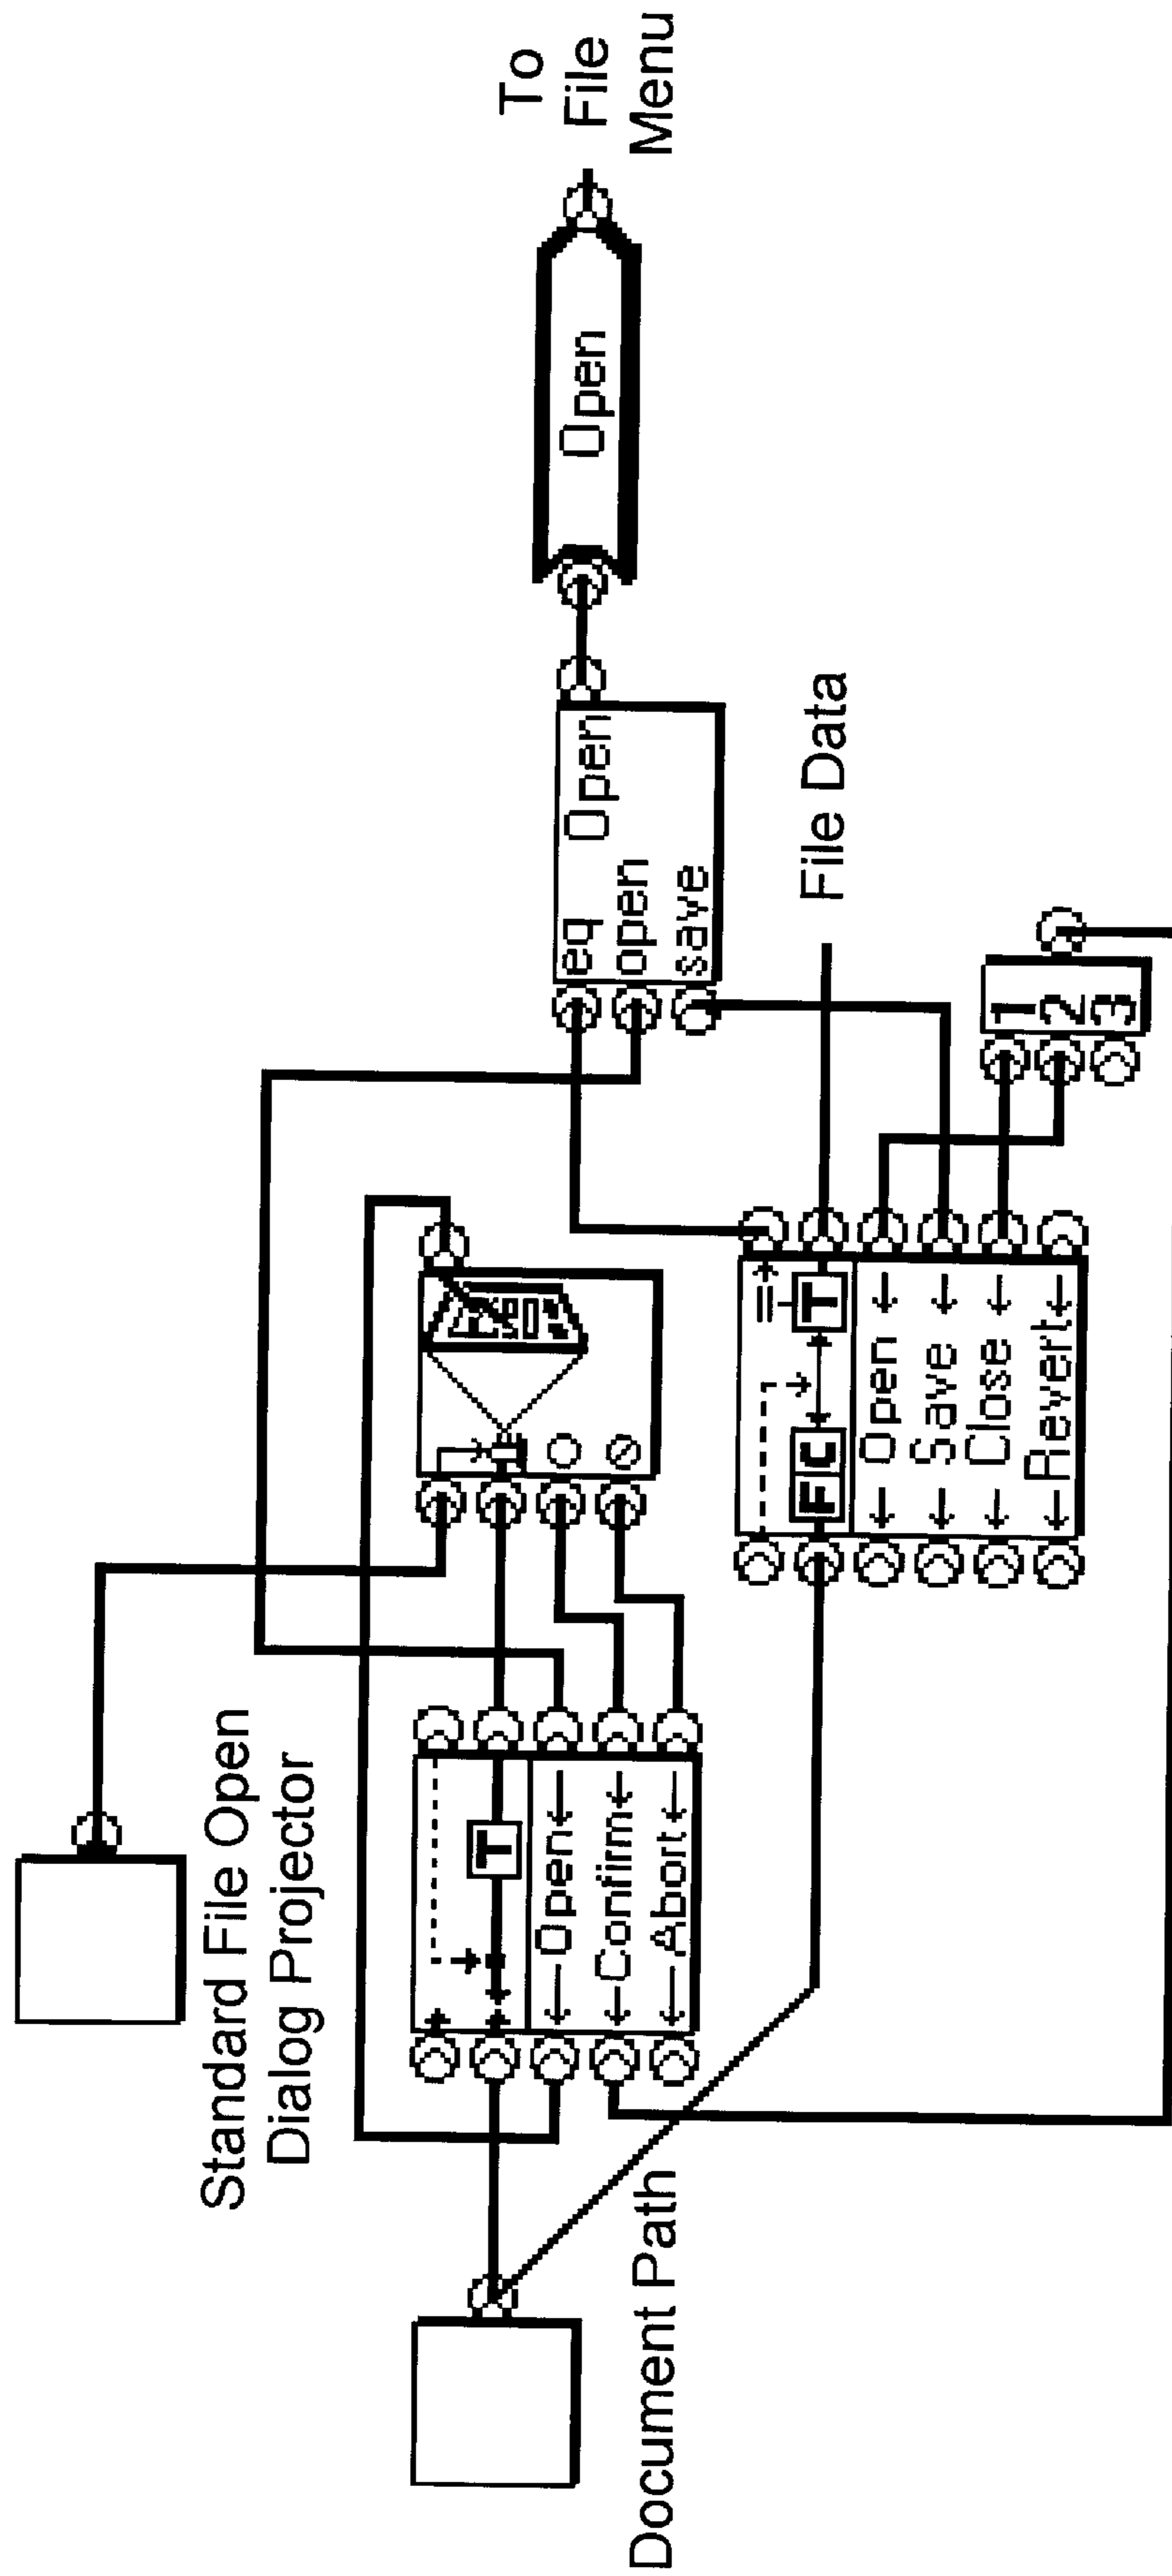 Standard File Open
Dialog Projector
Document Path
T
Open
Confirm
Abort
eq Open
open
save
Open
To
File
Menu
FC
T
Open
Save
Close
Revert
File Data
1
2
3